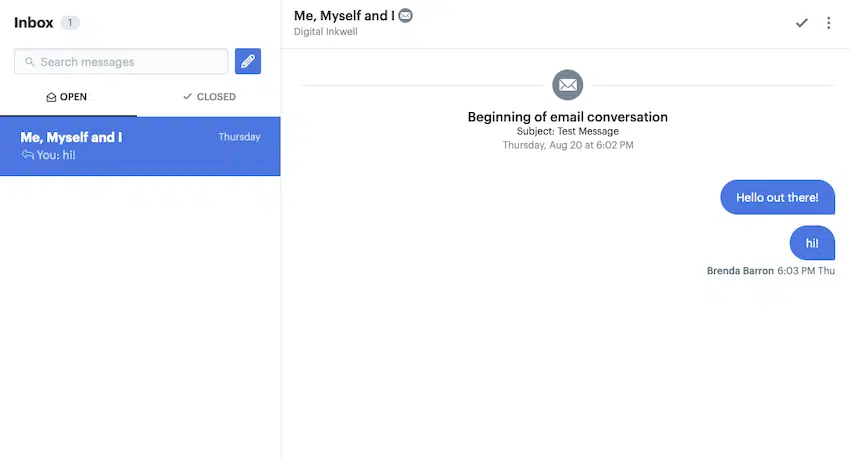 Inbox 1
Search messages
OPEN
CLOSED
Me, Myself and I
Thursday
You: hi!
Me, Myself and I
Digital Inkwell
Beginning of email conversation
Subject: Test Message
Thursday, Aug 20 at 6:02 PM
Hello out there!
hi!
Brenda Barron 6:03 PM Thu